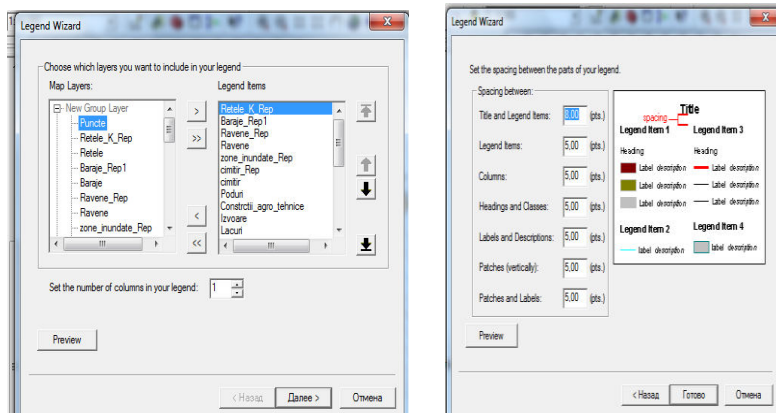 Legend Wizard
Choose which layers you want to include in your legend
Map Layers:
Legend Items
New Group Layer
Puncte
Retele_K_Rep
Retele
Baraje_Rep1
Baraje
Ravene_Rep
Ravene
zone_inundate_Rep
>
>>
<
<<
Retele_K_Rep
Baraje_Rep1
Ravene_Rep
Ravene
zone_inundate_Rep
cimitir_Rep
cimitir
Poduri
Constrctii_agro_tehnice
Izvoare
Lacuri
Set the number of columns in your legend: 1
Preview
< Назад Далее > Отмена
Legend Wizard
Set the spacing between the parts of your legend.
Spacing between:
Title and Legend Items: 8,00 (pts.)
Legend Items: 5,00 (pts.)
Columns: 5,00 (pts.)
Headings and Classes: 5,00 (pts.)
Labels and Descriptions: 5,00 (pts.)
Patches (vertically): 5,00 (pts.)
Patches and Labels: 5,00 (pts.)
Title
spacing
Legend Item 1 Legend Item 3
Heading Heading
Label description Label description
Label description Label description
Label description Label description
Legend Item 2 Legend Item 4
label description label description
Preview
< Назад Готово Отмена